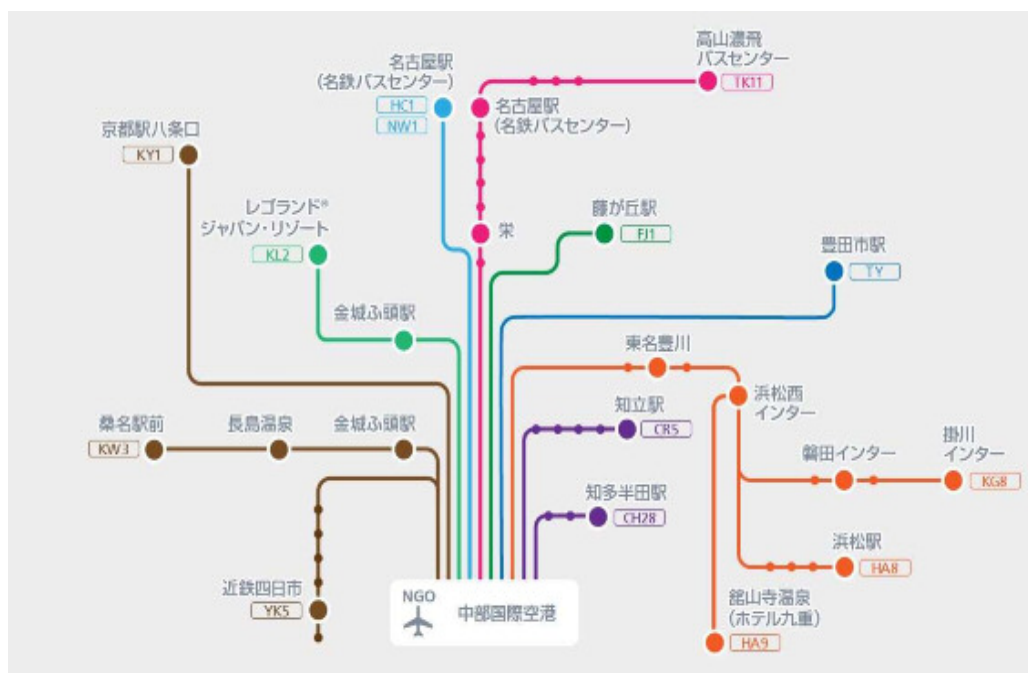 高山濃飛
バスセンター
TK11
名古屋駅
(名鉄バスセンター)
HC1
NW1
名古屋駅
(名鉄バスセンター)
京都駅八条口
KY1
レゴランド®
ジャパン・リゾート
KL2
栄
藤が丘駅
FJ1
豊田市駅
TY
金城ふ頭駅
東名豊川
浜松西
インター
桑名駅前
KW3
長島温泉
金城ふ頭駅
知立駅
CR5
磐田インター
掛川
インター
KG8
知多半田駅
CH28
浜松駅
HA8
近鉄四日市
YK5
NGO
中部国際空港
舘山寺温泉
(ホテル九重)
HA9